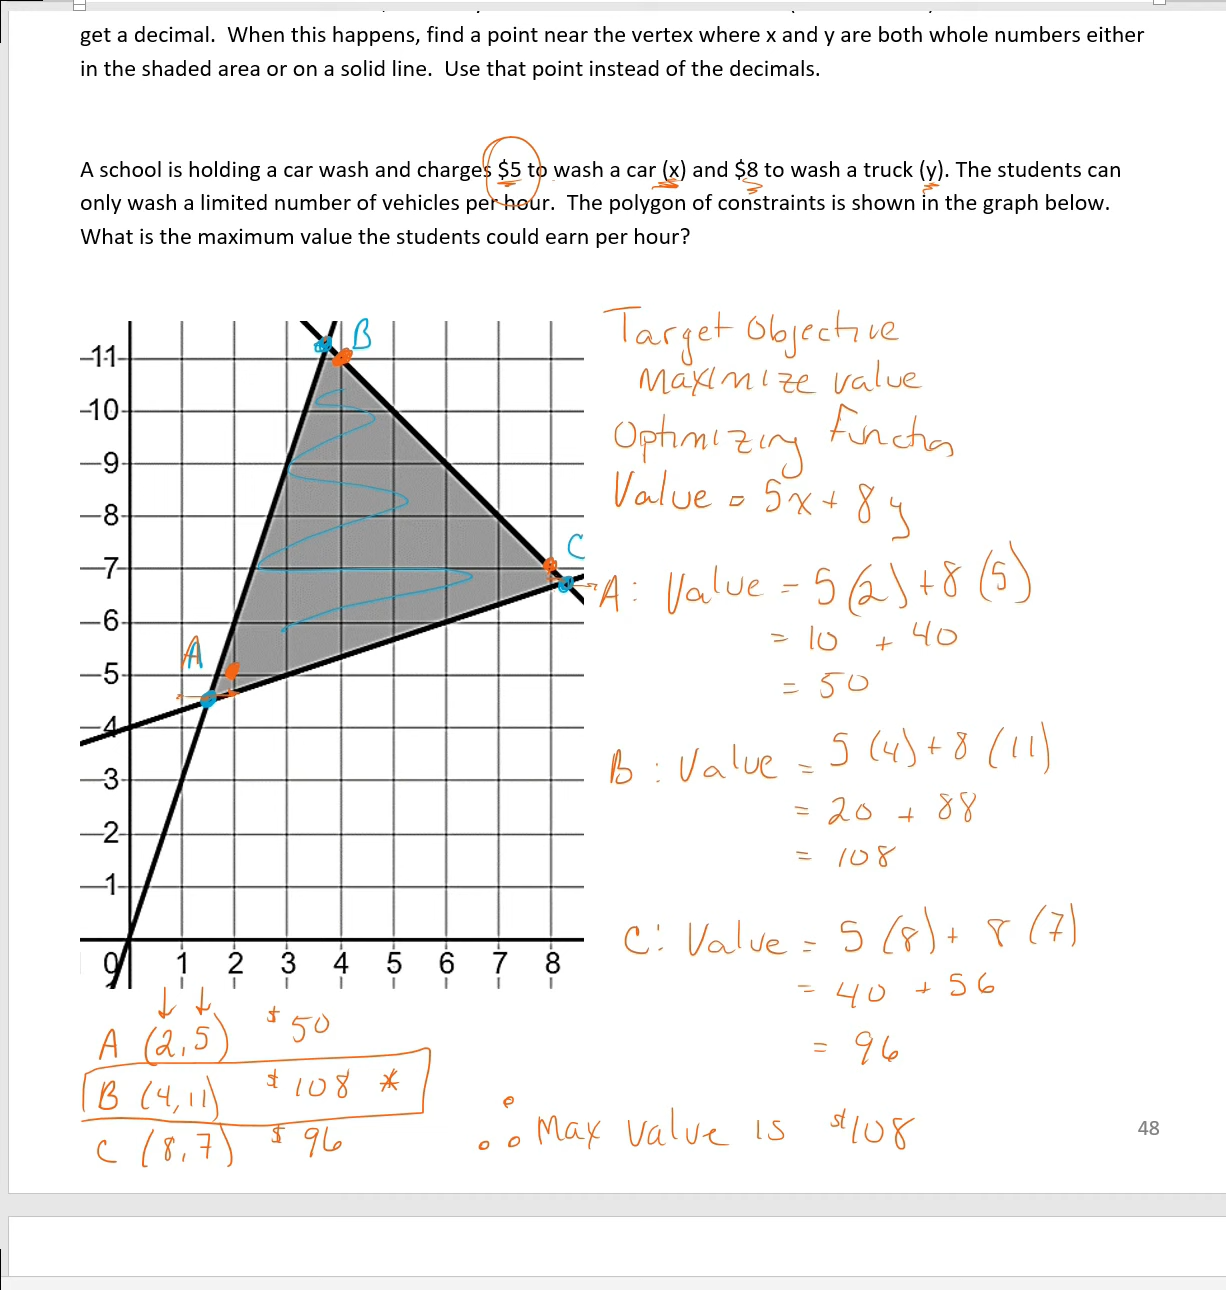 get a decimal.  When this happens, find a point near the vertex where x and y are both whole numbers either
in the shaded area or on a solid line.  Use that point instead of the decimals.
A school is holding a car wash and charges $5 to wash a car (x) and $8 to wash a truck (y). The students can
only wash a limited number of vehicles per hour.  The polygon of constraints is shown in the graph below.
What is the maximum value the students could earn per hour?
B
11
10
9
8
7
6
5
4
3
2
1
0 1 2 3 4 5 6 7 8
C
A
Target Objective
Maximize value
Optimizing Function
Value = 5x + 8y
A: Value = 5(2) + 8(5)
= 10 + 40
= 50
B: Value = 5(4) + 8(11)
= 20 + 88
= 108
C: Value = 5(8) + 8(7)
= 40 + 56
= 96
A (2,5) $50
B (4,11) $108 *
C (8,7) $96
∴ Max value is $108
48